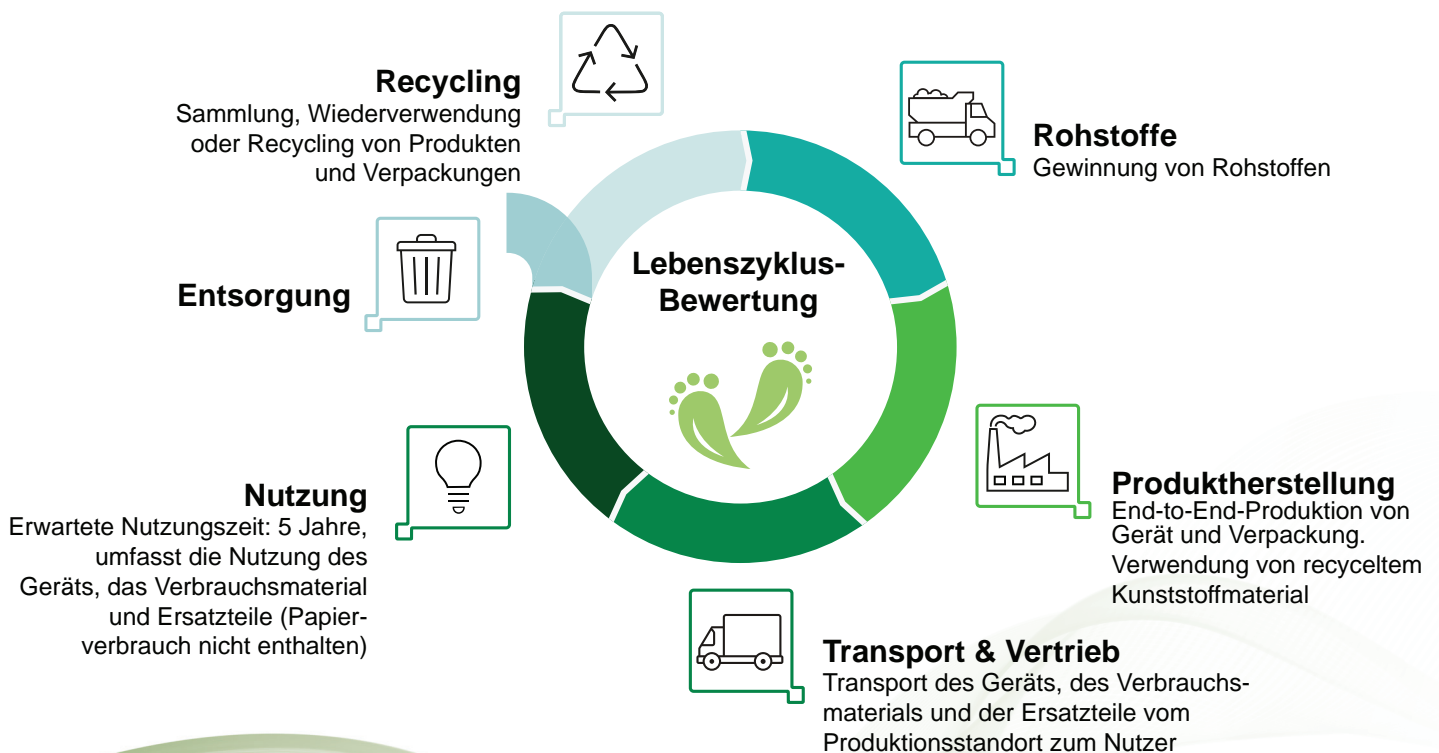 Recycling
Sammlung, Wiederverwendung
oder Recycling von Produkten
und Verpackungen
Rohstoffe
Gewinnung von Rohstoffen
Lebenszyklus-
Bewertung
Entsorgung
Nutzung
Erwartete Nutzungszeit: 5 Jahre,
umfasst die Nutzung des
Geräts, das Verbrauchsmaterial
und Ersatzteile (Papier-
verbrauch nicht enthalten)
Produktherstellung
End-to-End-Produktion von
Gerät und Verpackung.
Verwendung von recyceltem
Kunststoffmaterial
Transport & Vertrieb
Transport des Geräts, des Verbrauchs-
materials und der Ersatzteile vom
Produktionsstandort zum Nutzer